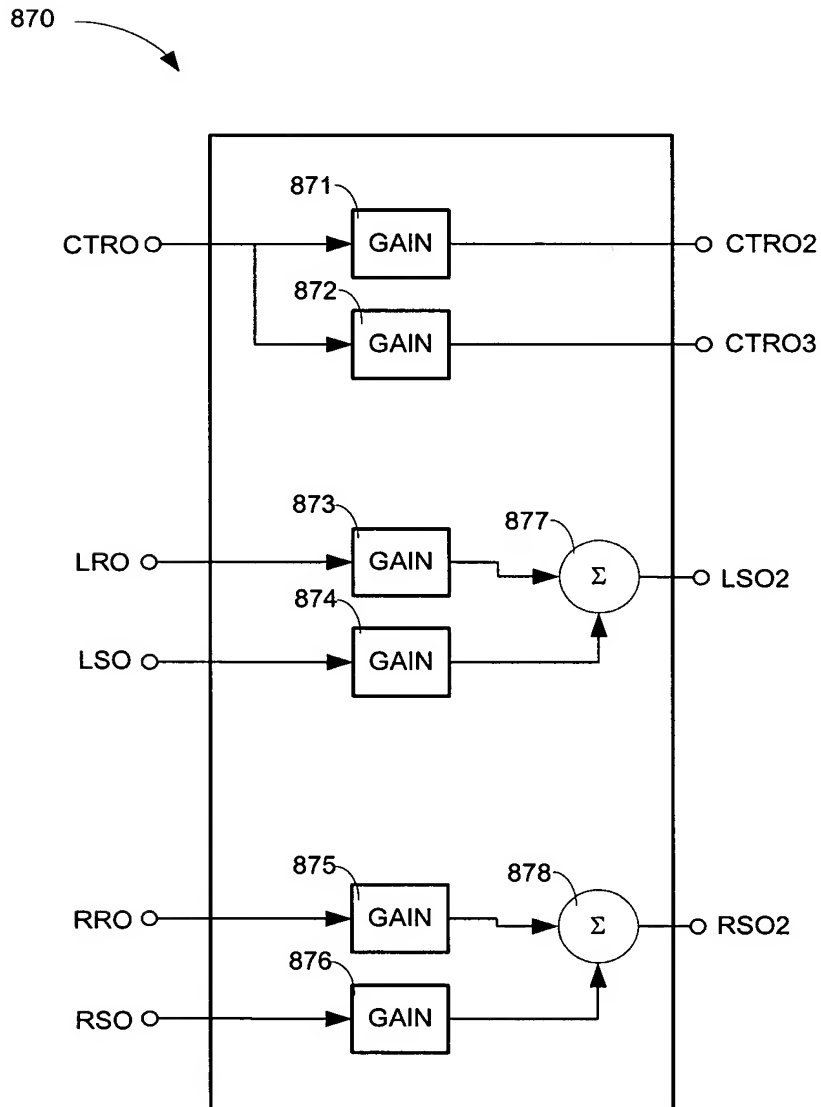 870
871
CTRO GAIN CTRO2
872
GAIN CTRO3
873
877
LRO GAIN Σ LSO2
874
LSO GAIN
875
878
RRO GAIN Σ RSO2
876
RSO GAIN